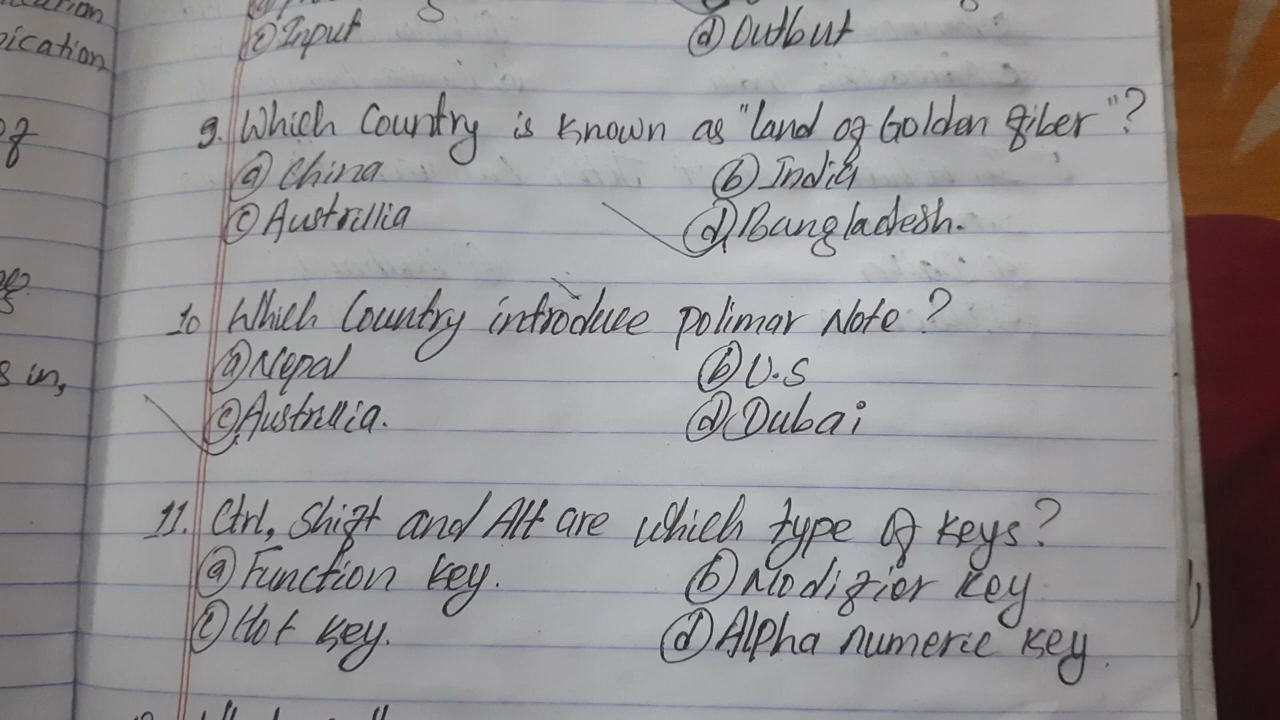 ication
© Input ⓓ Outbut
9. Which Country is known as "land of Golden fiber"?
ⓐ China ⓑ India
ⓒ Austrillia ⓓ Bangladesh.
10 Which Country introduce polimar Note ?
ⓐ Nepal ⓑ U.S
ⓒ Austrilia. ⓓ Dubai
s in,
11. Ctrl, Shift and Alt are which type of keys?
ⓐ Function key. ⓑ Modifier key
ⓒ Hot key. ⓓ Alpha numeric key.